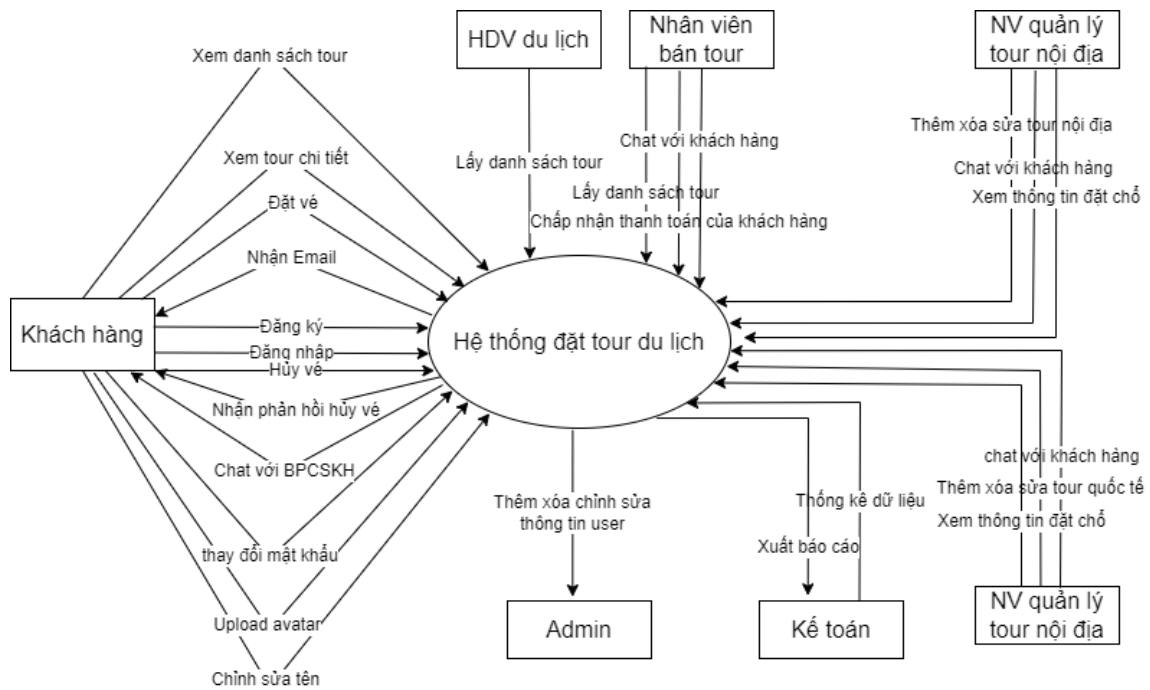 HDV du lịch
Nhân viên
bán tour
NV quản lý
tour nội địa
Xem danh sách tour
Thêm xóa sửa tour nội địa
Chat với khách hàng
Xem tour chi tiết
Lấy danh sách tour
Chat với khách hàng
Lấy danh sách tour
Xem thông tin đặt chổ
Đặt vé
Chấp nhận thanh toán của khách hàng
Nhận Email
Khách hàng
Đăng ký
Hệ thống đặt tour du lịch
Đăng nhập
Hủy vé
Nhận phản hồi hủy vé
Chat với BPCSKH
chat với khách hàng
Thêm xóa sửa tour quốc tế
Thêm xóa chỉnh sửa
thông tin user
Thống kê dữ liệu
Xem thông tin đặt chổ
Xuất báo cáo
thay đổi mật khẩu
Upload avatar
Admin
Kế toán
NV quản lý
tour nội địa
Chỉnh sửa tên